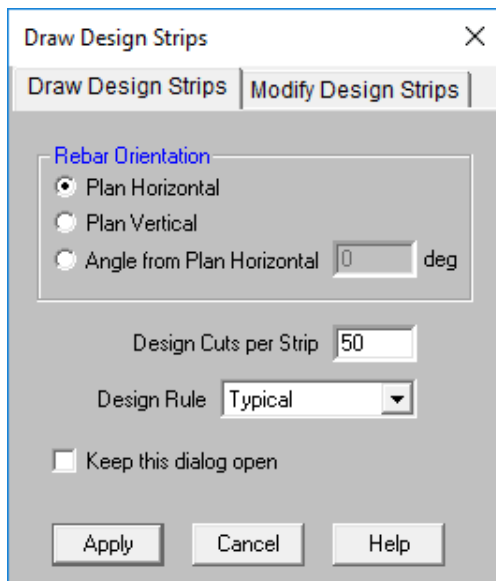 Draw Design Strips
Draw Design Strips Modify Design Strips
Rebar Orientation
Plan Horizontal
Plan Vertical
Angle from Plan Horizontal 0 deg
Design Cuts per Strip 50
Design Rule Typical
Keep this dialog open
Apply Cancel Help